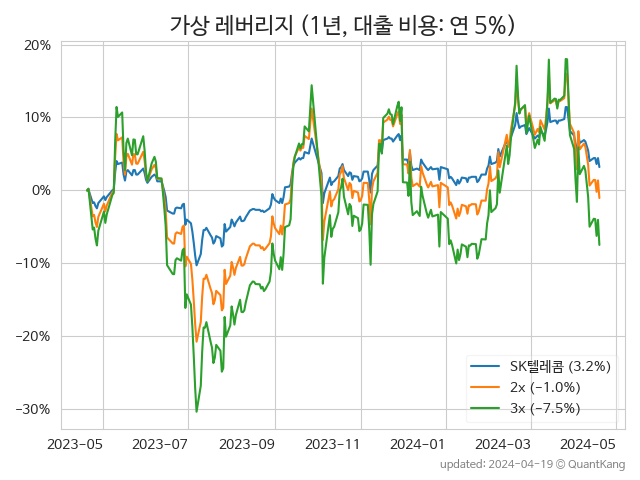 가상 레버리지 (1년, 대출 비용: 연 5%)
20%
10%
0%
−10%
−20%
−30%
SK텔레콤 (3.2%)
2x (−1.0%)
3x (−7.5%)
2023-05 2023-07 2023-09 2023-11 2024-01 2024-03 2024-05
updated: 2024-04-19 © QuantKang